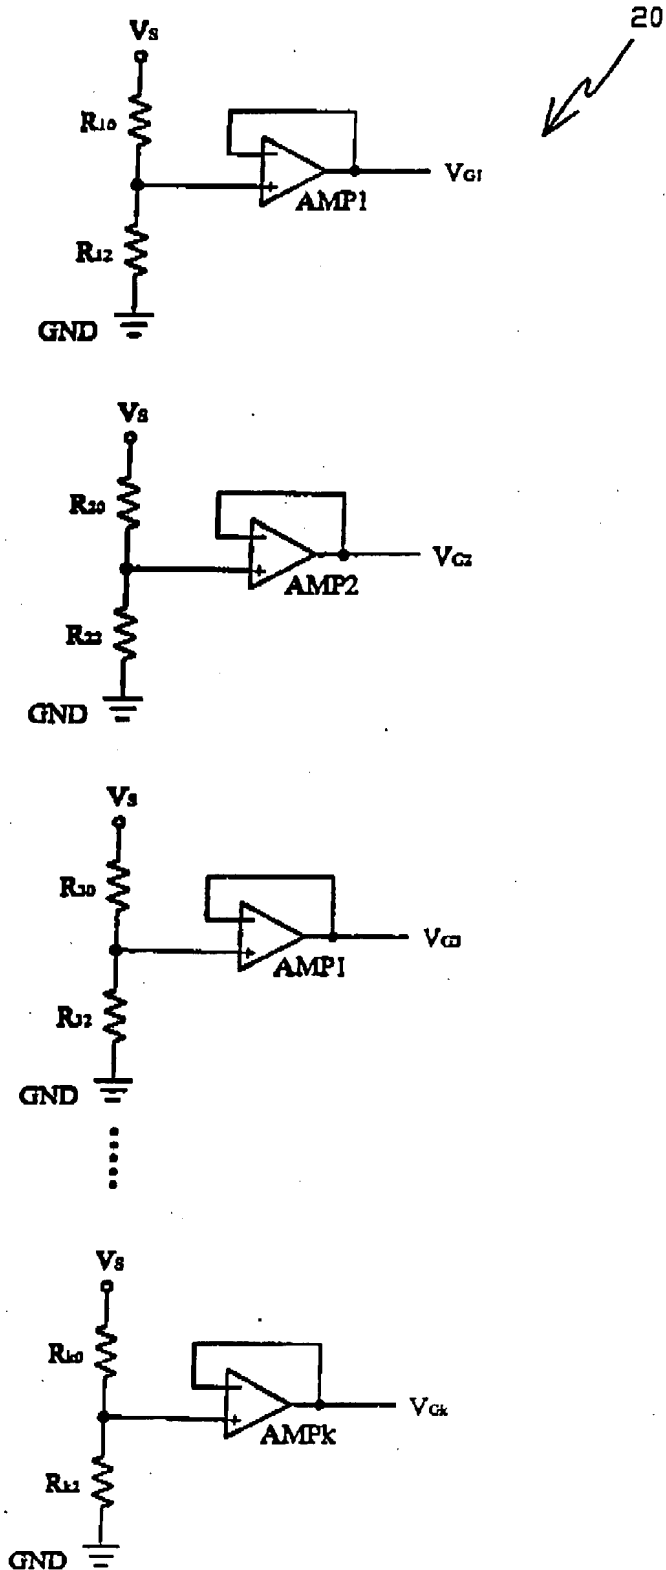 20
Vs
R10
AMP1
VG1
R12
GND
Vs
R20
AMP2
VG2
R22
GND
Vs
R30
AMP1
VG3
R32
GND
Vs
Rk0
AMPk
VGk
Rk2
GND